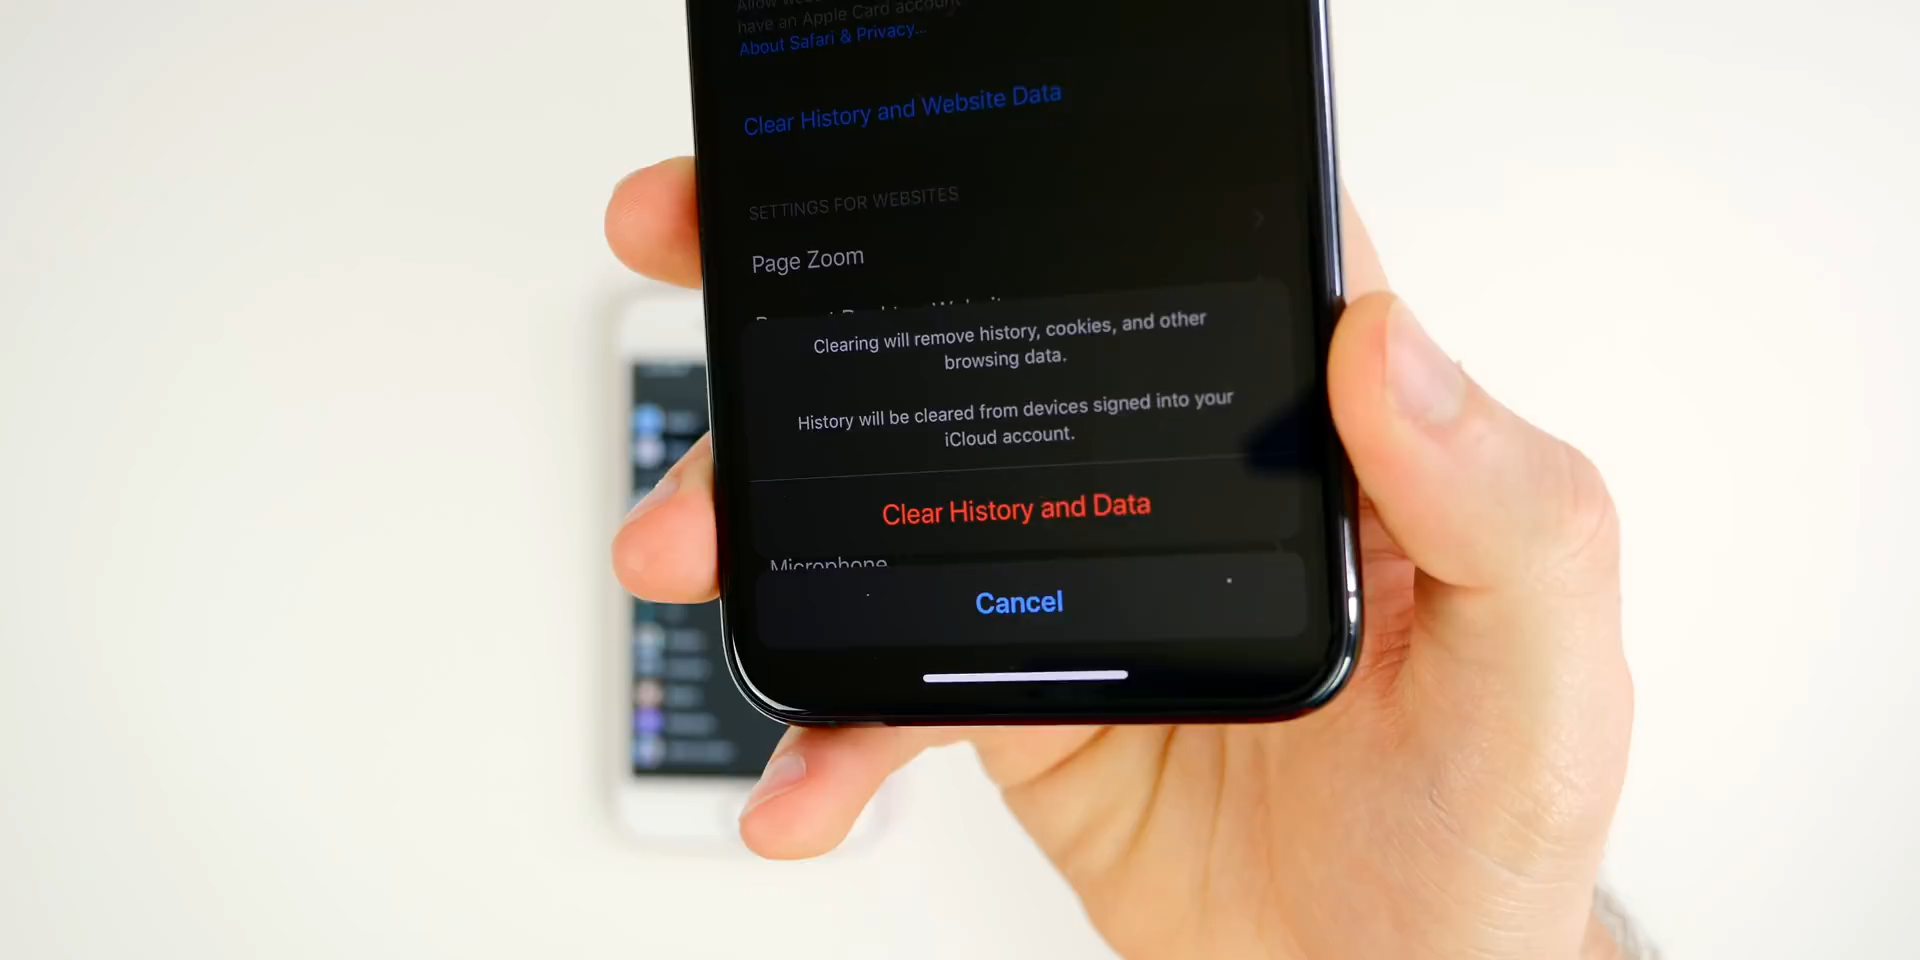 have an Apple Card account.
About Safari & Privacy...
Clear History and Website Data
SETTINGS FOR WEBSITES
Page Zoom
Clearing will remove history, cookies, and other
browsing data.
History will be cleared from devices signed into your
iCloud account.
Clear History and Data
Microphone
Cancel